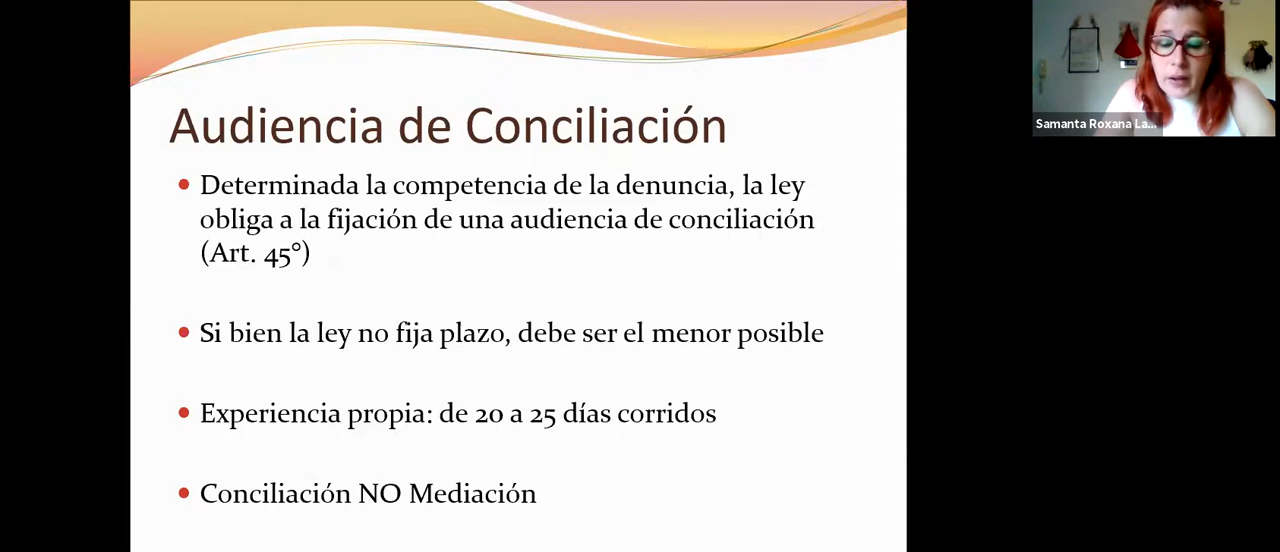 Audiencia de Conciliación
• Determinada la competencia de la denuncia, la ley
obliga a la fijación de una audiencia de conciliación
(Art. 45°)
• Si bien la ley no fija plazo, debe ser el menor posible
• Experiencia propia: de 20 a 25 días corridos
• Conciliación NO Mediación
Samanta Roxana La...